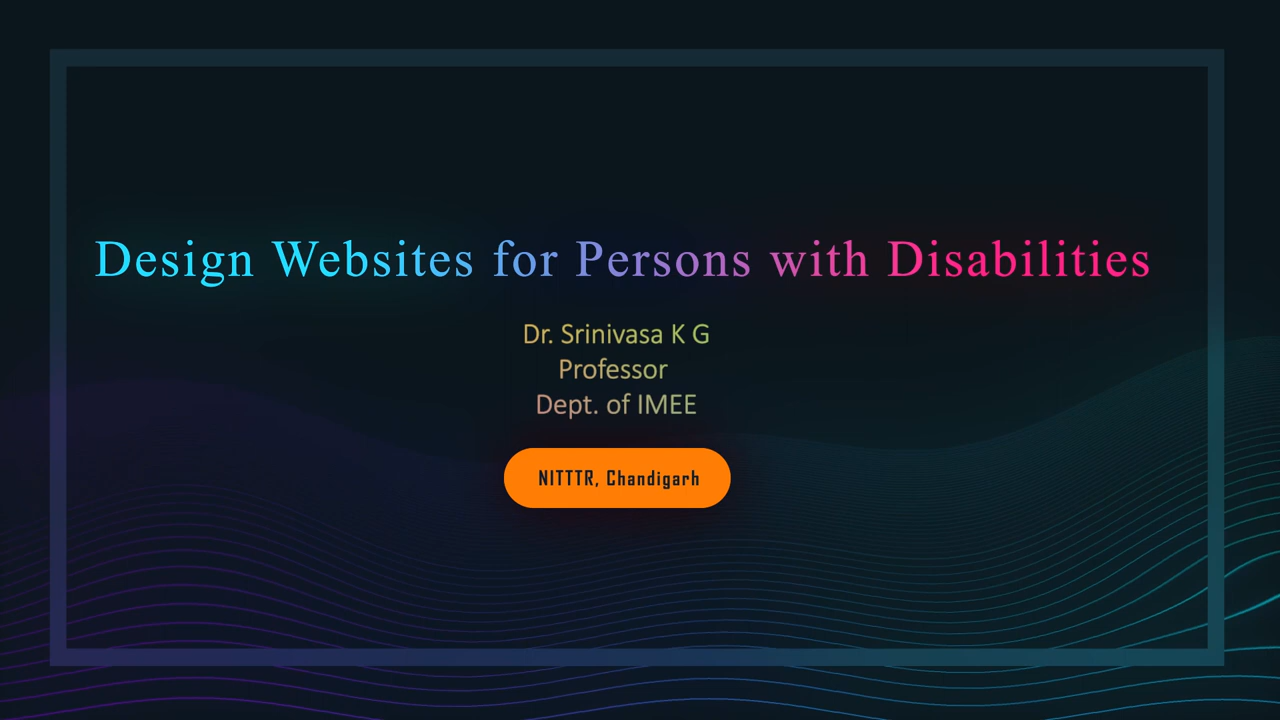 Design Websites for Persons with Disabilities
Dr. Srinivasa K G
Professor
Dept. of IMEE
NITTTR, Chandigarh